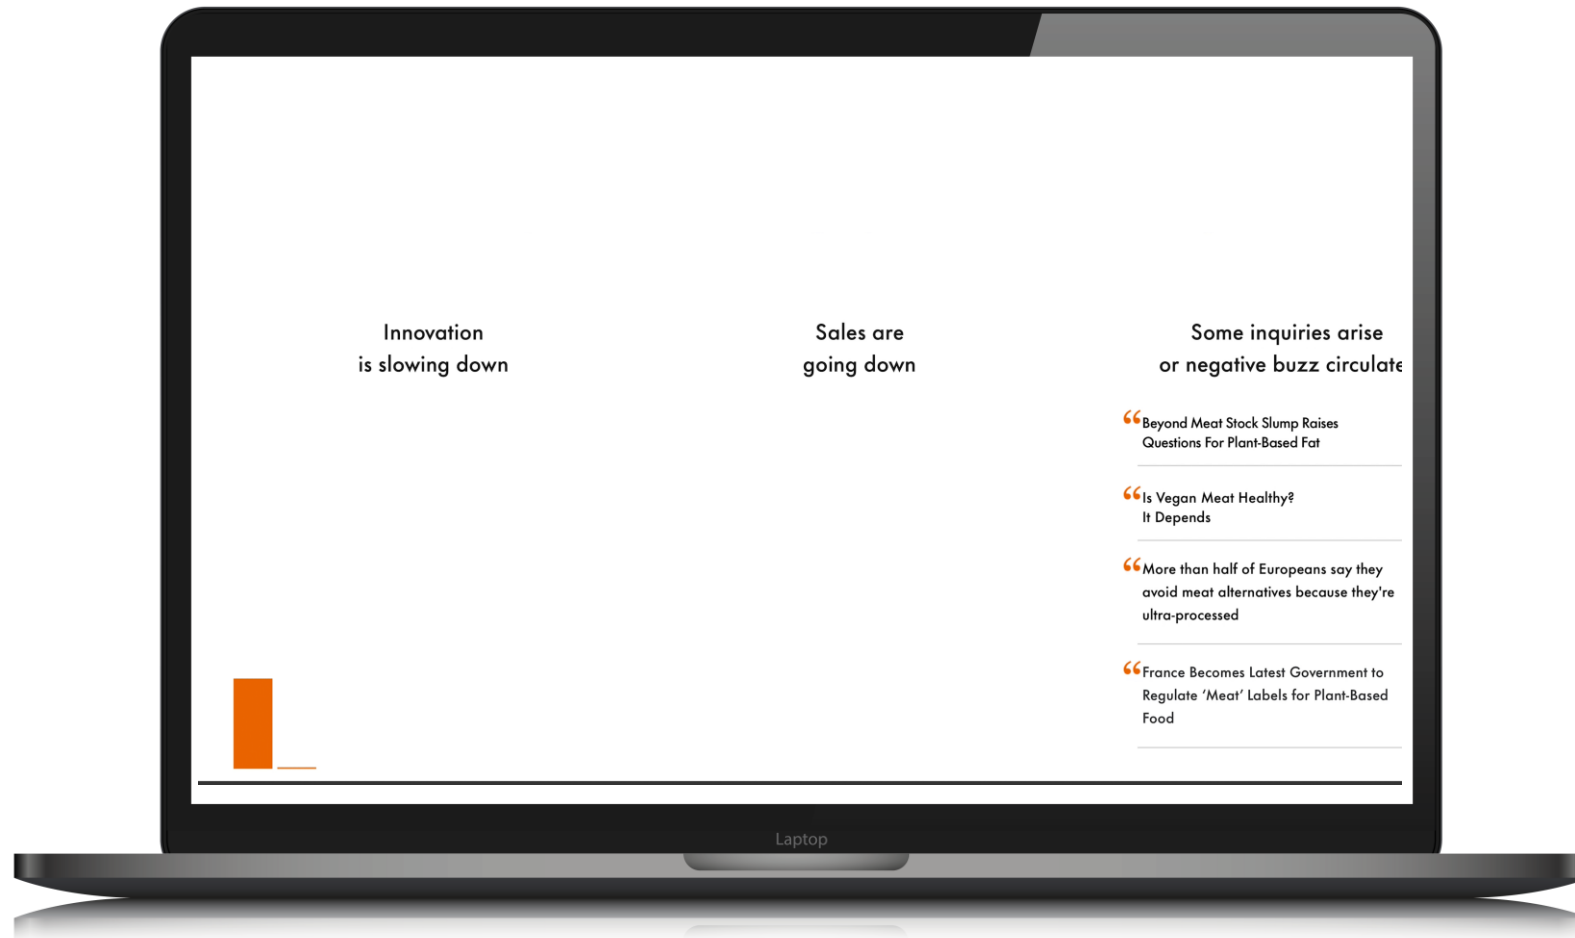 Innovation
is slowing down
Sales are
going down
Some inquiries arise
or negative buzz circulate
“Beyond Meat Stock Slump Raises
Questions For Plant-Based Fat
“Is Vegan Meat Healthy?
It Depends
“More than half of Europeans say they
avoid meat alternatives because they're
ultra-processed
“France Becomes Latest Government to
Regulate ‘Meat’ Labels for Plant-Based
Food
Laptop